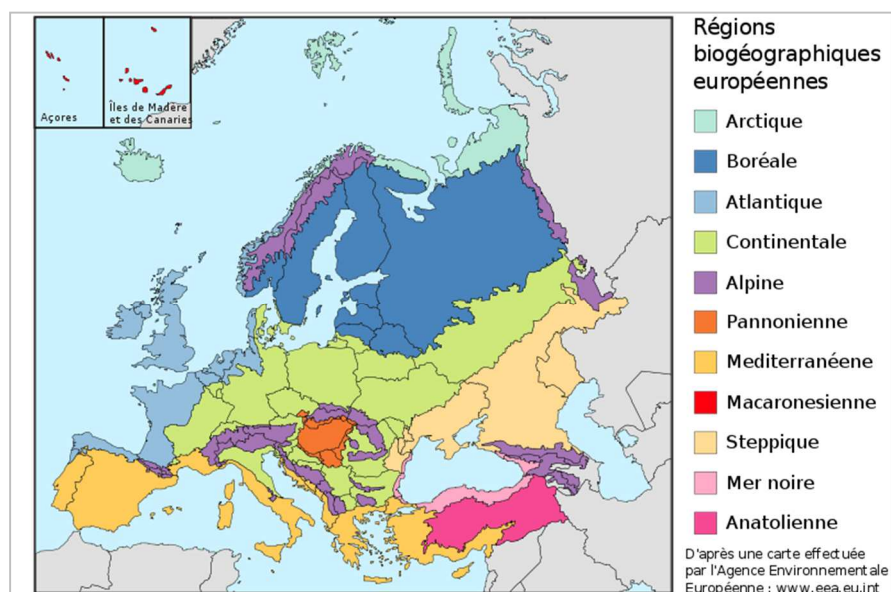 Açores
Îles de Madère
et des Canaries
Régions
biogéographiques
européennes
Arctique
Boréale
Atlantique
Continentale
Alpine
Pannonienne
Mediterranéene
Macaronesienne
Steppique
Mer noire
Anatolienne
D'après une carte effectuée
par l'Agence Environnementale
Européenne : www.eea.eu.int